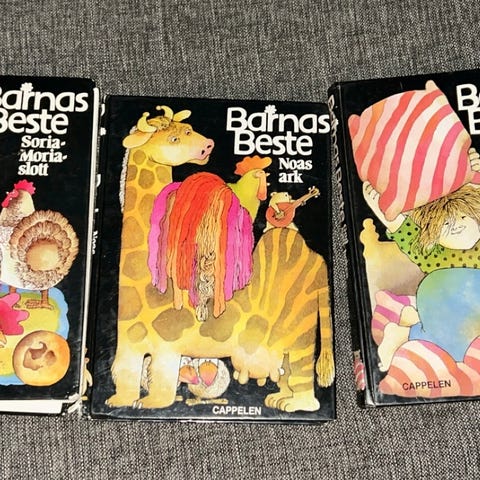 Barnas
Beste
Soria-
Moria-
slott
Barnas
Beste
Noas
ark
CAPPELEN
CAPPELEN